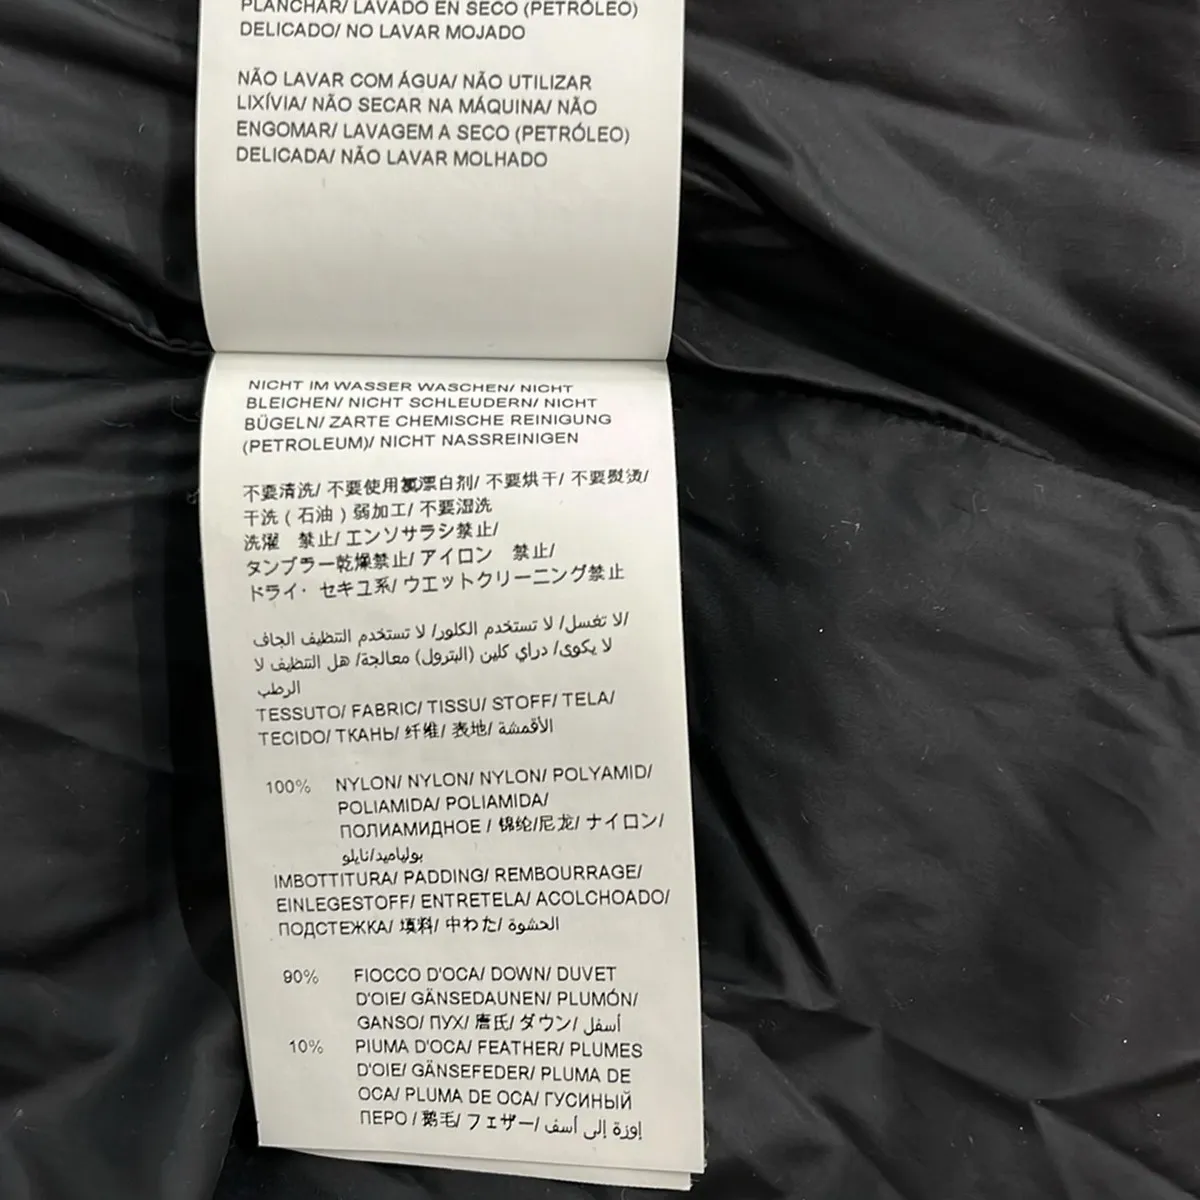 PLANCHAR/ LAVADO EN SECO (PETRÓLEO)
DELICADO/ NO LAVAR MOJADO
NÃO LAVAR COM ÁGUA/ NÃO UTILIZAR
LIXÍVIA/ NÃO SECAR NA MÁQUINA/ NÃO
ENGOMAR/ LAVAGEM A SECO (PETRÓLEO)
DELICADA/ NÃO LAVAR MOLHADO
NICHT IM WASSER WASCHEN/ NICHT
BLEICHEN/ NICHT SCHLEUDERN/ NICHT
BÜGELN/ ZARTE CHEMISCHE REINIGUNG
(PETROLEUM)/ NICHT NASSREINIGEN
不要清洗/ 不要使用氯漂白剂/ 不要烘干/ 不要熨烫/
干洗（石油）弱加工/ 不要湿洗
洗濯　禁止/ エンソサラシ禁止/
タンブラー乾燥禁止/ アイロン　禁止/
ドライ・セキユ系/ ウエットクリーニング禁止
/لا تغسل/ لا تستخدم الكلور/ لا تستخدم التنظيف الجاف
لا يكوى/ دراي كلين (البترول) معالجة/ هل التنظيف لا
الرطب
TESSUTO/ FABRIC/ TISSU/ STOFF/ TELA/
TECIDO/ ТКАНЬ/ 纤维/ 表地/ الأقمشة
100% NYLON/ NYLON/ NYLON/ POLYAMID/
POLIAMIDA/ POLIAMIDA/
ПОЛИАМИДНОЕ / 锦纶/尼龙/ ナイロン/
بولياميد/نايلو
IMBOTTITURA/ PADDING/ REMBOURRAGE/
EINLEGESTOFF/ ENTRETELA/ ACOLCHOADO/
ПОДСТЕЖКА/ 填料/ 中わた/ الحشوة
90% FIOCCO D'OCA/ DOWN/ DUVET
D'OIE/ GÄNSEDAUNEN/ PLUMÓN/
GANSO/ ПУХ/ 唐氏/ ダウン/ أسفل
10% PIUMA D'OCA/ FEATHER/ PLUMES
D'OIE/ GÄNSEFEDER/ PLUMA DE
OCA/ PLUMA DE OCA/ ГУСИНЫЙ
ПЕРО / 鹅毛/ フェザー/ إوزة إلى أسف